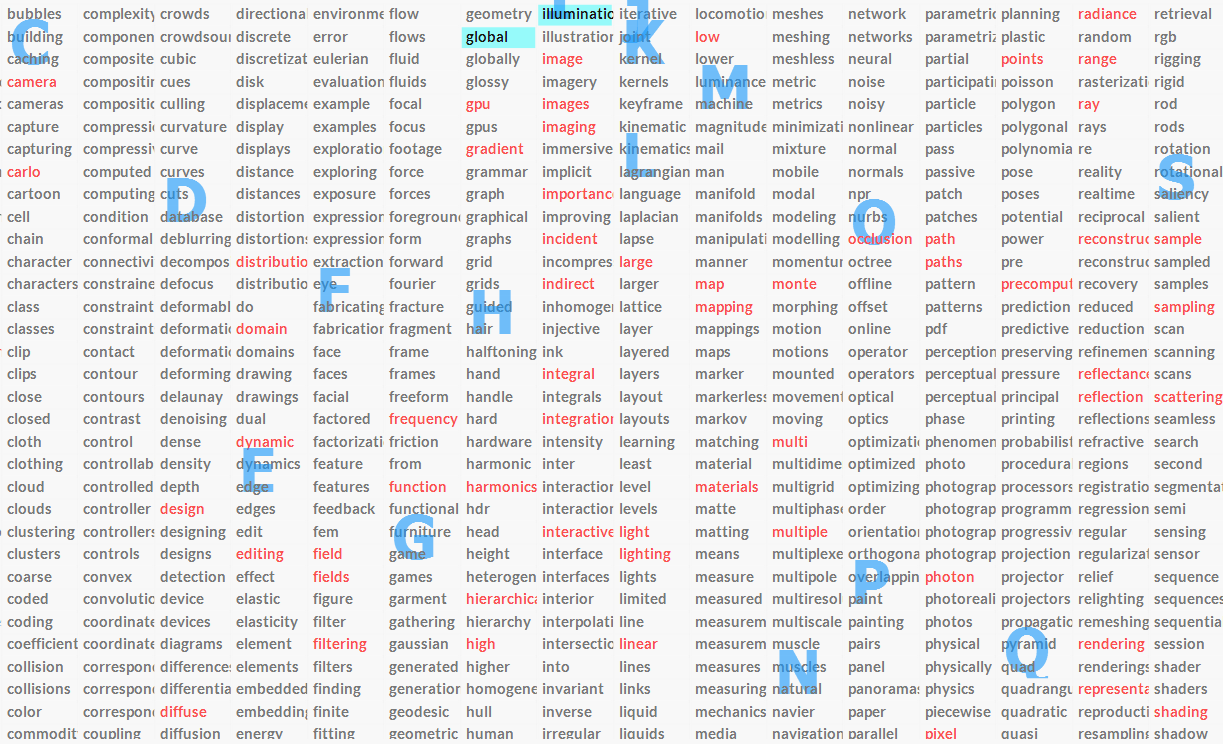 bubbles
building
caching
camera
cameras
capture
capturing
carlo
cartoon
cell
chain
character
characters
class
classes
clip
clips
close
closed
cloth
clothing
cloud
clouds
clustering
clusters
coarse
coded
coding
coefficient
collision
collisions
color
commodit
C
complexity
componen
composite
compositi
compositi
compressi
compressi
computed
computing
condition
conformal
connectivi
constraine
constraint
constraint
contact
contour
contours
contrast
control
controllab
controlled
controller
controllers
controls
convex
convolutic
coordinate
coordinate
correspon
correspon
correspon
coupling
crowds
crowdsour
cubic
cues
culling
curvature
curve
curves
cuts
database
deblurring
decompos
defocus
deformabl
deformatic
deformatic
deforming
delaunay
denoising
dense
density
depth
design
designing
designs
detection
device
devices
diagrams
difference
differentia
diffuse
diffusion
D
directiona
discrete
discretizat
disk
displaceme
display
displays
distance
distances
distortion
distortion
distributio
distributio
do
domain
domains
drawing
drawings
dual
dynamic
dynamics
edge
edges
edit
editing
effect
elastic
elasticity
element
elements
embedded
embedding
energy
E
environme
error
eulerian
evaluation
example
examples
exploratio
exploring
exposure
expression
expression
extraction
eye
fabricating
fabrication
face
faces
facial
factored
factorizati
feature
features
feedback
fem
field
fields
figure
filter
filtering
filters
finding
finite
fitting
F
flow
flows
fluid
fluids
focal
focus
footage
force
forces
foregroun
form
forward
fourier
fracture
fragment
frame
frames
freeform
frequency
friction
from
function
functional
furniture
game
games
garment
gathering
gaussian
generated
generation
geodesic
geometric
G
geometry
global
globally
glossy
gpu
gpus
gradient
grammar
graph
graphical
graphs
grid
grids
guided
hair
halftoning
hand
handle
hard
hardware
harmonic
harmonics
hdr
head
height
heterogen
hierarchica
hierarchy
high
higher
homogene
hull
human
H
illuminatic
illustration
image
imagery
images
imaging
immersive
implicit
importanc
improving
incident
incompres
indirect
inhomoger
injective
ink
integral
integrals
integration
intensity
inter
interaction
interaction
interactive
interface
interfaces
interior
interpolati
intersectic
into
invariant
inverse
irregular
iterative
joint
kernel
kernels
keyframe
kinematic
kinematics
lagrangian
language
laplacian
lapse
large
larger
lattice
layer
layered
layers
layout
layouts
learning
least
level
levels
light
lighting
lights
limited
line
linear
lines
links
liquid
liquids
K
L
locomotio
low
lower
luminance
machine
magnitude
mail
man
manifold
manifolds
manipulati
manner
map
mapping
mappings
maps
marker
markerless
markov
matching
material
materials
matte
matting
means
measure
measured
measurem
measurem
measures
measuring
mechanics
media
M
meshes
meshing
meshless
metric
metrics
minimizati
mixture
mobile
modal
modeling
modelling
momentur
monte
morphing
motion
motions
mounted
movement
moving
multi
multidime
multigrid
multiphas
multiple
multiplexe
multipole
multiresol
multiscale
muscle
muscles
natural
navier
navigation
N
network
networks
neural
noise
noisy
nonlinear
normal
normals
npr
nurbs
occlusion
octree
offline
offset
online
operator
operators
optical
optics
optimizatic
optimized
optimizing
order
orientation
orthogona
overlappin
paint
painting
pairs
panel
panorama
paper
parallel
O
P
parametric
parametriz
partial
participati
particle
particles
pass
passive
patch
patches
path
paths
pattern
patterns
pdf
perception
perceptual
perceptual
phase
phenomen
photo
photograp
photograp
photograp
photograp
photon
photoreali
photos
physical
physically
physics
piecewise
pixel
planning
plastic
points
poisson
polygon
polygonal
polynomia
pose
poses
potential
power
pre
precomput
prediction
predictive
preserving
pressure
principal
printing
probabilist
procedura
processors
programm
progressiv
projection
projector
projectors
propagatio
pyramid
quad
quadrangu
quadratic
quasi
Q
radiance
random
range
rasterizati
ray
rays
re
reality
realtime
reciprocal
reconstruc
reconstruc
recovery
reduced
reduction
refinemen
reflectance
reflection
reflections
refractive
regions
registratio
regression
regular
regularizat
relief
relighting
remeshing
rendering
renderings
representa
reproducti
resampling
retrieval
rgb
rigging
rigid
rod
rods
rotation
rotational
saliency
salient
sample
sampled
samples
sampling
scan
scanning
scans
scattering
seamless
search
second
segmentat
semi
sensing
sensor
sequence
sequences
sequentia
session
shader
shaders
shading
shadow
S